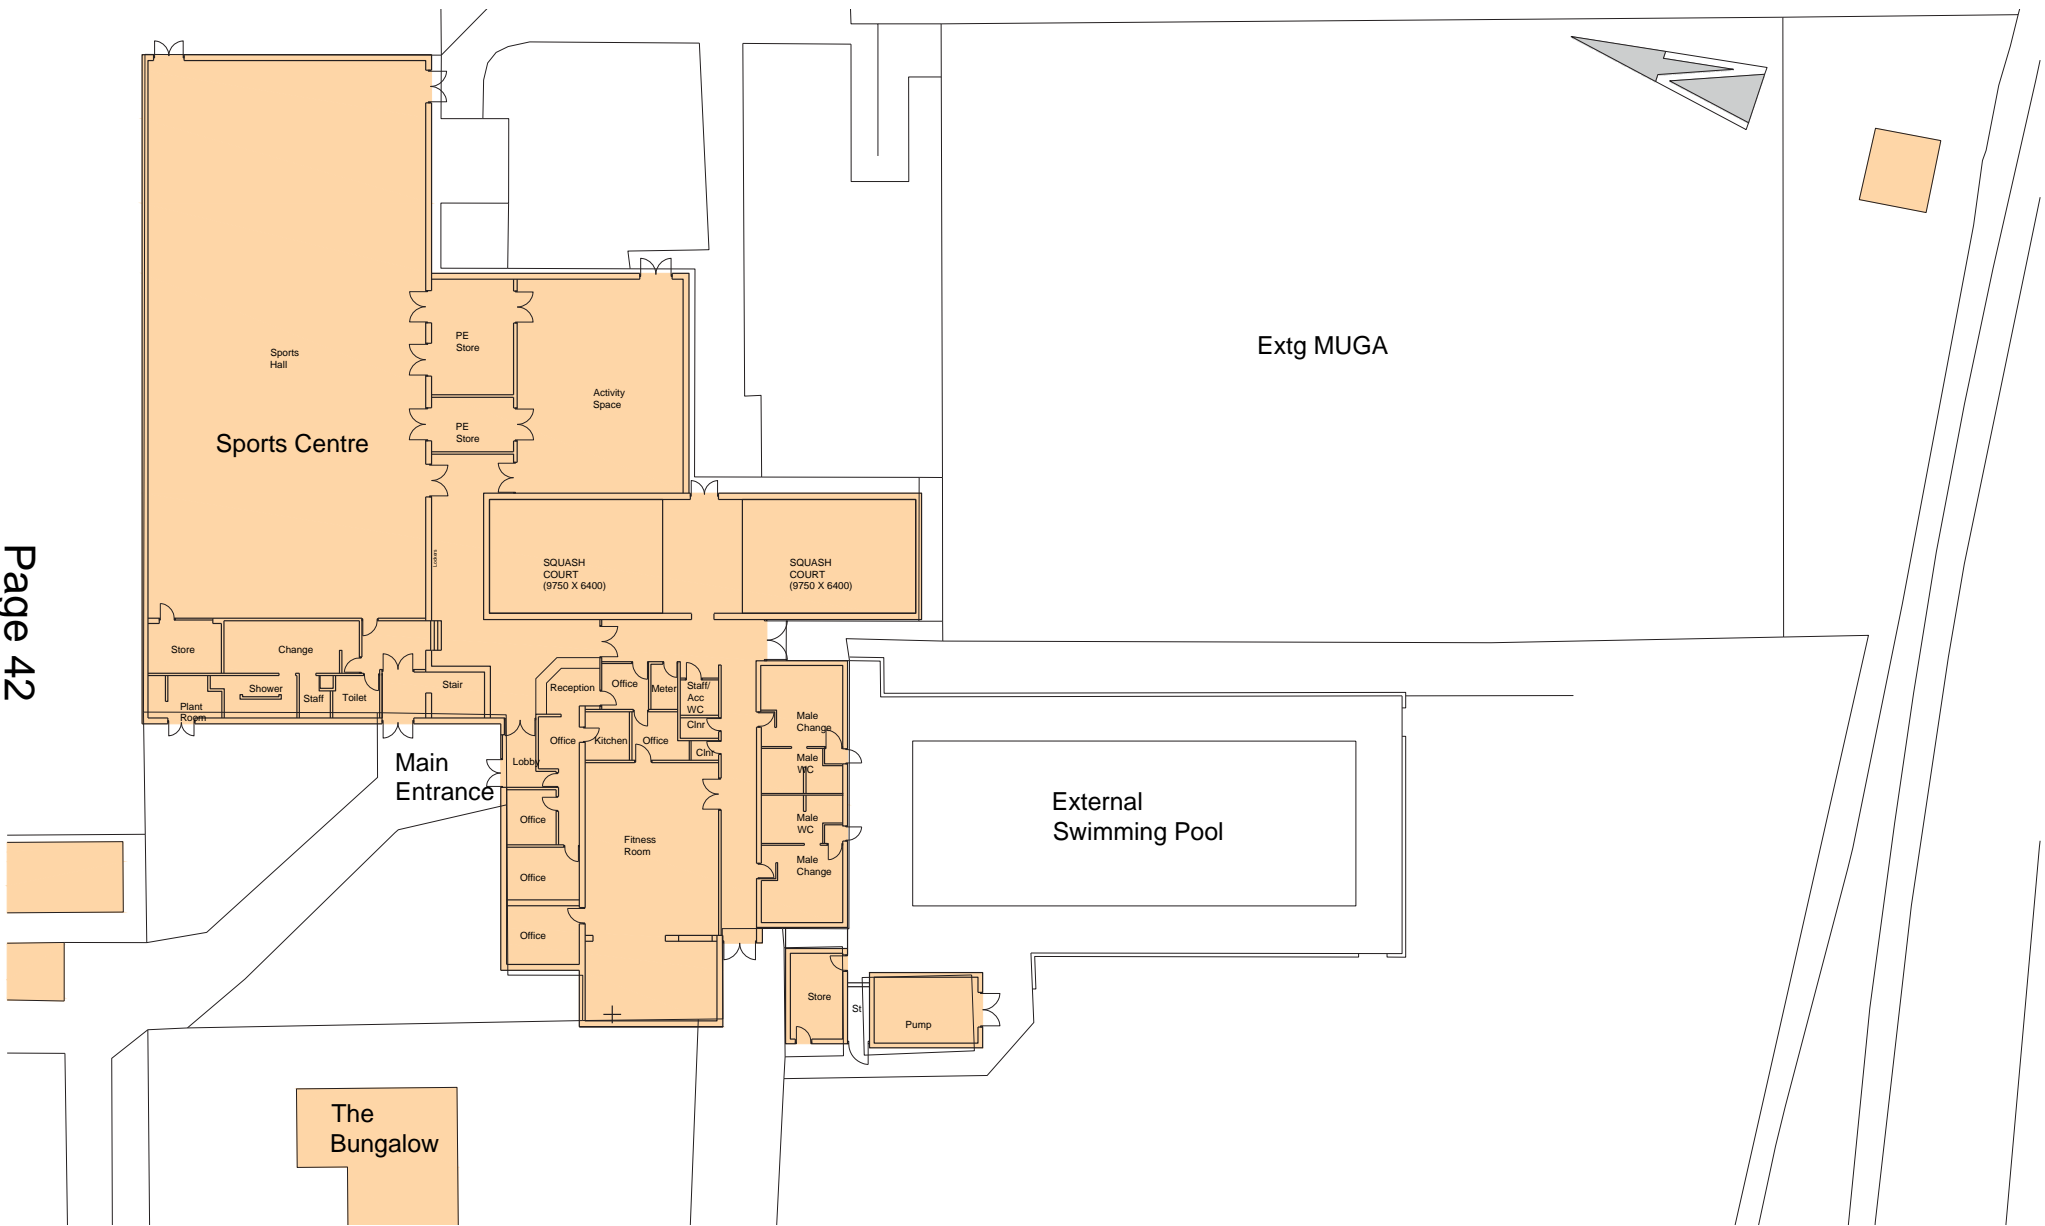 Extg MUGA
PE
Store
Sports
Hall
Activity
Space
PE
Store
Sports Centre
Lockers
SQUASH
COURT
(9750 X 6400)
SQUASH
COURT
(9750 X 6400)
Page 42
Store
Change
Shower
Staff
Toilet
Stair
Plant
Room
Reception
Office
Meter
Staff/
Acc
WC
Clnr
Office
Kitchen
Office
Clnr
Lobby
Main
Entrance
Male
Change
Male
WC
Male
WC
Male
Change
External
Swimming Pool
Office
Fitness
Room
Office
Office
Store
St
Pump
The
Bungalow